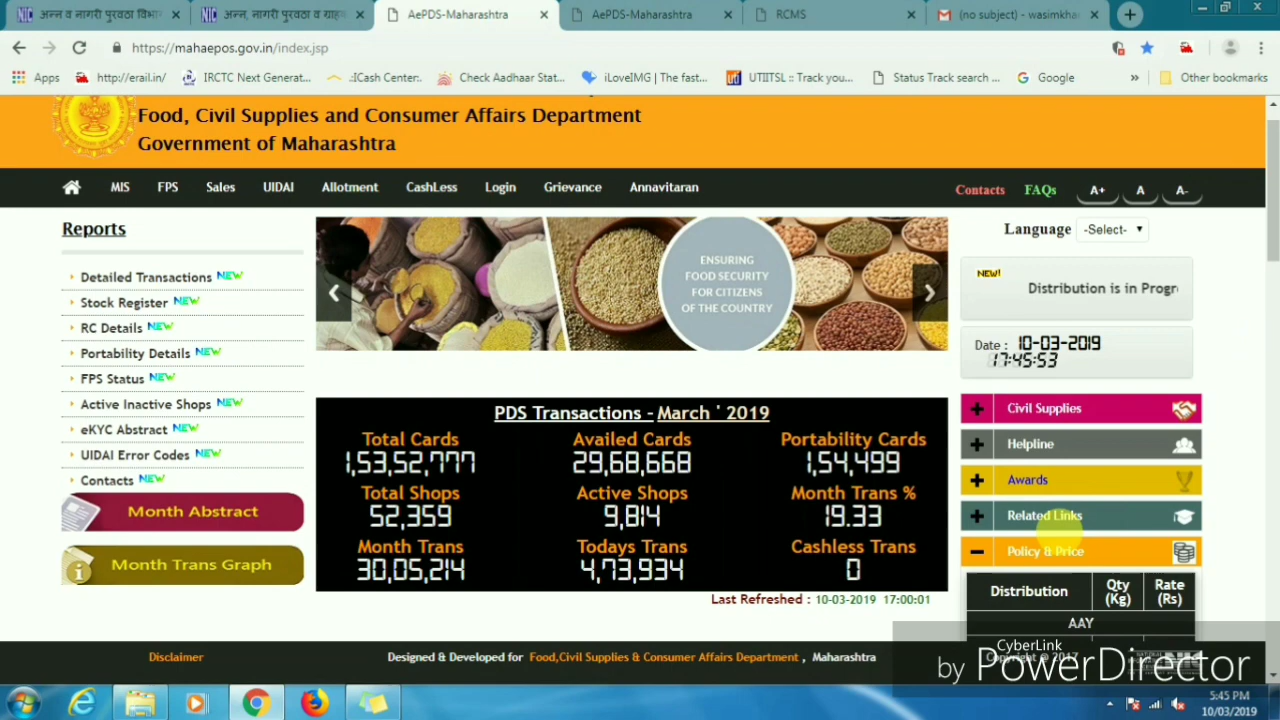 अन्न व नागरी पुरवठा विभा
अन्न, नागरी पुरवठा व ग्राह
AePDS-Maharashtra
AePDS-Maharashtra
RCMS
(no subject) - wasimkha
https://mahaepos.gov.in/index.jsp
Apps
http://erail.in/
IRCTC Next Generat...
.:ICash Center:.
Check Aadhaar Stat...
iLoveIMG | The fast...
UTIITSL :: Track you...
Status Track search ...
Google
»
Other bookmarks
Food, Civil Supplies and Consumer Affairs Department
Government of Maharashtra
MIS FPS Sales UIDAI Allotment CashLess Login Grievance Annavitaran
Contacts FAQs A+ A A-
Reports
Detailed Transactions NEW
Stock Register NEW
RC Details NEW
Portability Details NEW
FPS Status NEW
Active Inactive Shops NEW
eKYC Abstract NEW
UIDAI Error Codes NEW
Contacts NEW
Month Abstract
Month Trans Graph
ENSURING
FOOD SECURITY
FOR CITIZENS
OF THE COUNTRY
PDS Transactions - March ' 2019
Total Cards Availed Cards Portability Cards
1,53,52,777 29,68,668 1,54,499
Total Shops Active Shops Month Trans %
52,359 9,814 19.33
Month Trans Todays Trans Cashless Trans
30,05,214 4,73,934 0
Last Refreshed : 10-03-2019 17:00:01
Language -Select-
NEW!
Distribution is in Progr
Date : 10-03-2019
17:45:53
Civil Supplies
Helpline
Awards
Related Links
Policy & Price
Distribution Qty (Kg) Rate (Rs)
AAY
Disclaimer
Designed & Developed for Food,Civil Supplies & Consumer Affairs Department , Maharashtra
Copyright © 2017
CyberLink
by PowerDirector
5:45 PM
10/03/2019